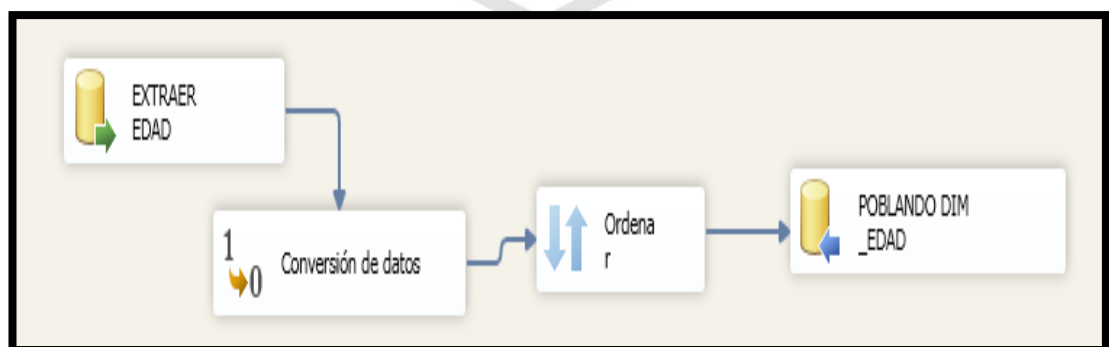 EXTRAER
EDAD
1
0
Conversión de datos
Ordena
r
POBLANDO DIM
_EDAD